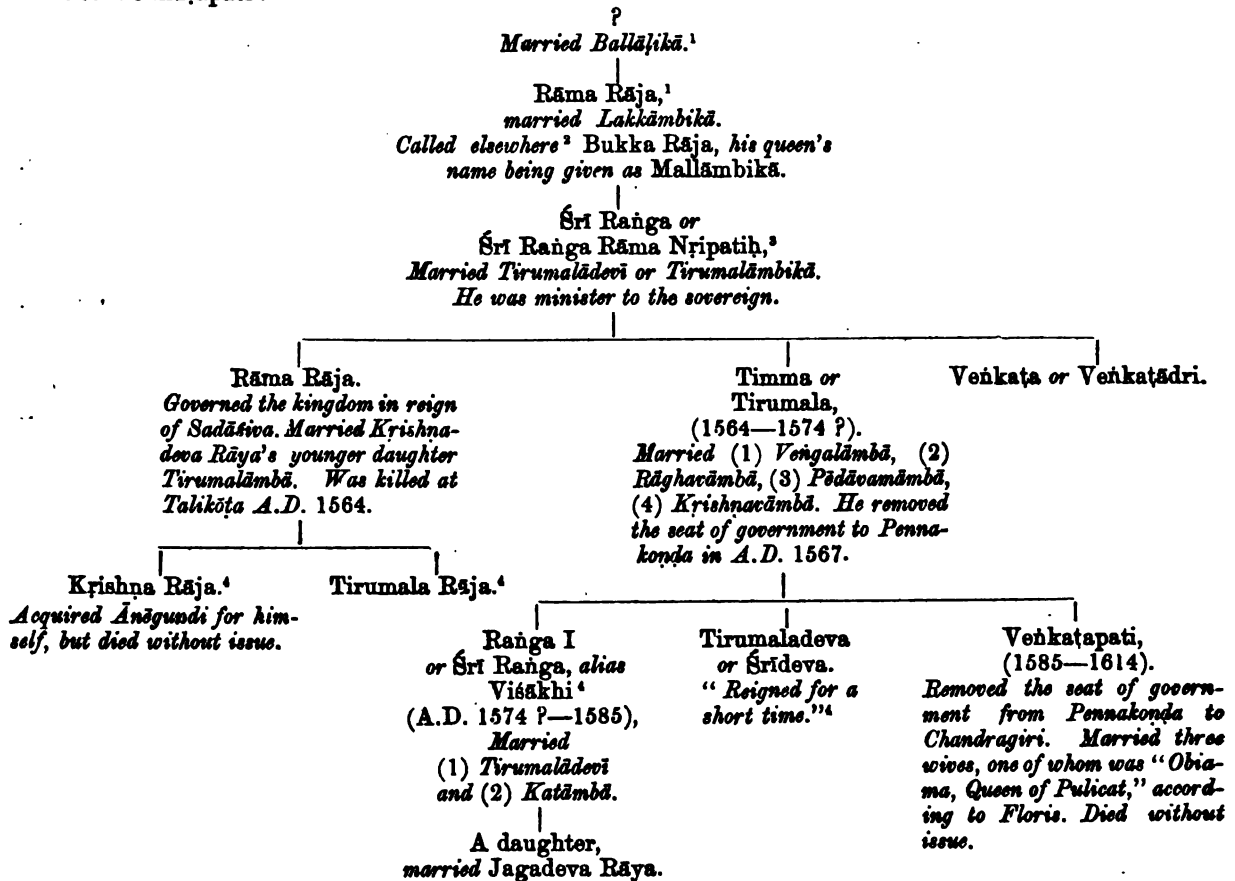 ?
Married Ballāḷikā.¹
Rāma Rāja,¹
married Lakkāmbikā.
Called elsewhere² Bukka Rāja, his queen's
name being given as Mallāmbikā.
Śrī Raṅga or
Śrī Raṅga Rāma Nṛipatiḥ,³
Married Tirumalādevī or Tirumalāmbikā.
He was minister to the sovereign.
Rāma Rāja.
Governed the kingdom in reign
of Sadāśiva. Married Kṛishṇa-
deva Rāya's younger daughter
Tirumalāmbā. Was killed at
Talikōṭa A.D. 1564.
Timma or
Tirumala,
(1564—1574 ?).
Married (1) Veṅgalāmbā, (2)
Rāghavāmbā, (3) Pēdāvamāmbā,
(4) Kṛishṇavāmbā. He removed
the seat of government to Penna-
koṇḍa in A.D. 1567.
Veṅkaṭa or Veṅkaṭādri.
Kṛishṇa Rāja.⁴
Acquired Ānēgundi for him-
self, but died without issue.
Tirumala Rāja.⁴
Raṅga I
or Śrī Raṅga, alias
Viśākhi⁴
(A.D. 1574 ?—1585),
Married
(1) Tirumalādevī
and (2) Katāmbā.
A daughter,
married Jagadeva Rāya.
Tirumaladeva
or Śrīdeva.
"Reigned for a
short time."⁴
Veṅkaṭapati,
(1585—1614).
Removed the seat of govern-
ment from Pennakoṇḍa to
Chandragiri. Married three
wives, one of whom was "Obia-
ma, Queen of Pulicat," accord-
ing to Floris. Died without
issue.